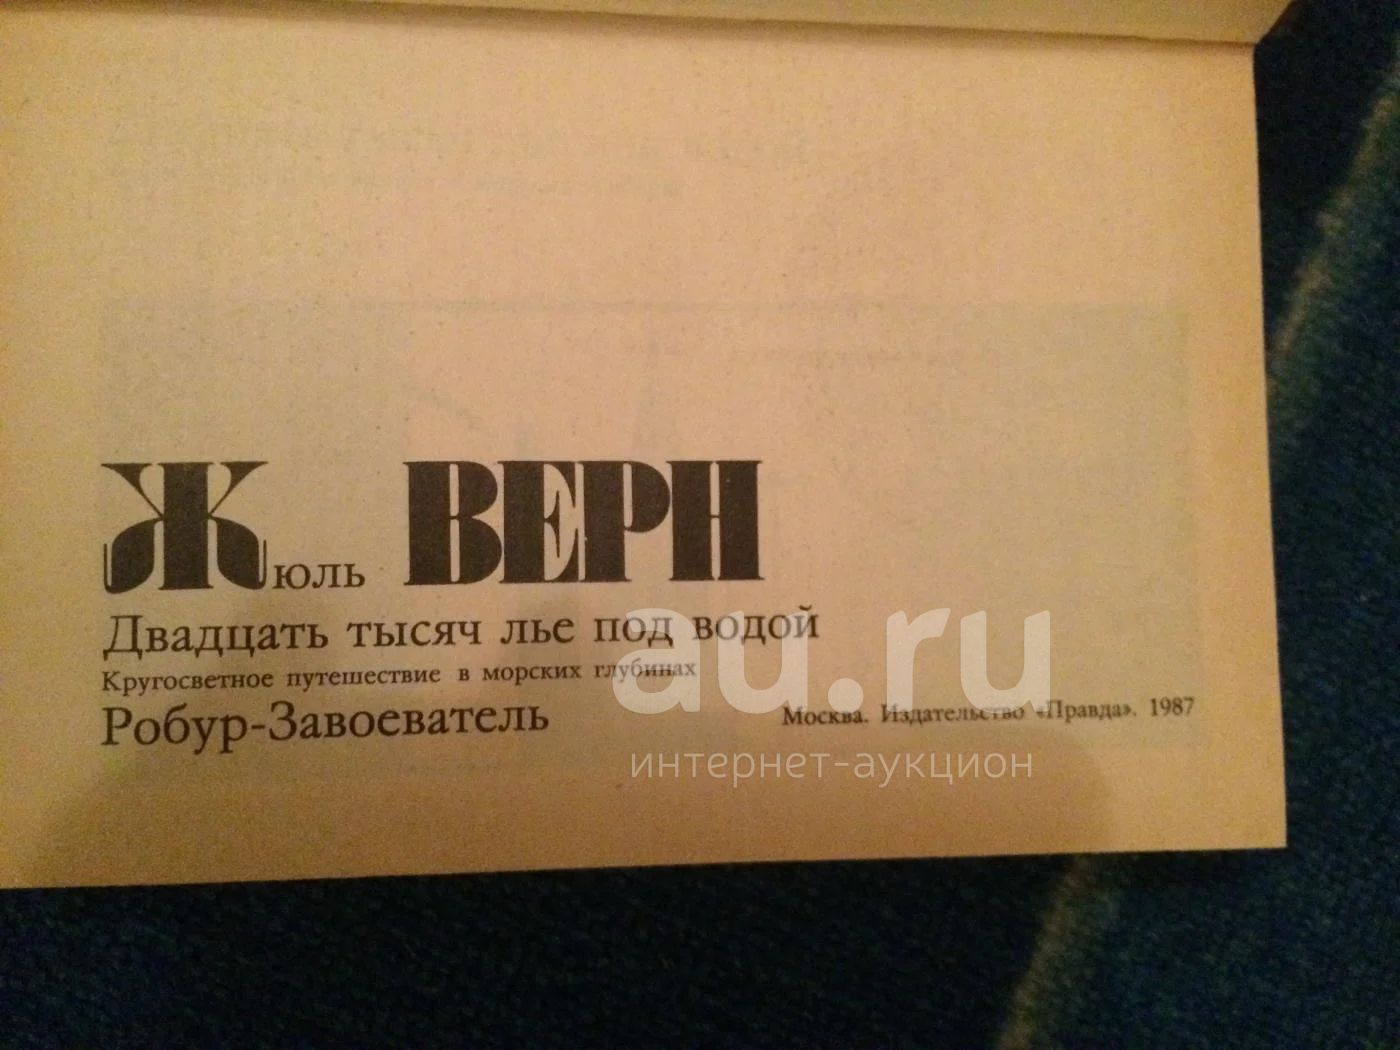 Жюль ВЕРН
Двадцать тысяч лье под водой
Кругосветное путешествие в морских глубинах
Робур-Завоеватель
Москва. Издательство «Правда». 1987
au.ru
интернет-аукцион